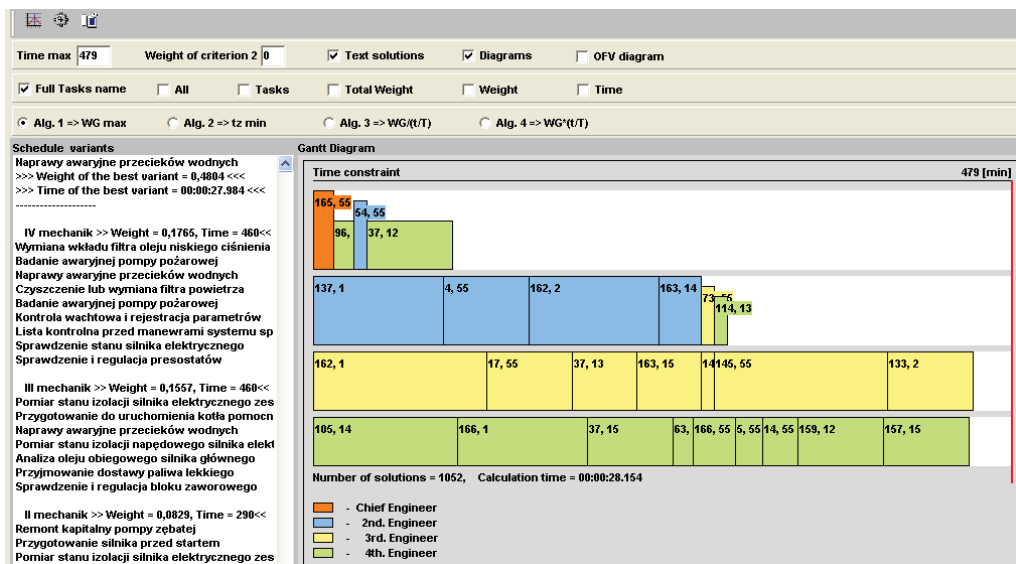 Time max 479 Weight of criterion 2 0 Text solutions Diagrams OFV diagram
Full Tasks name All Tasks Total Weight Weight Time
Alg. 1 => WG max Alg. 2 => tz min Alg. 3 => WG/(t/T) Alg. 4 => WG*(t/T)
Schedule variants
Naprawy awaryjne przecieków wodnych
>>> Weight of the best variant = 0,4804 <<<
>>> Time of the best variant = 00:00:27.984 <<<
--------------------
IV mechanik >> Weight = 0,1765, Time = 460<<
Wymiana wkładu filtra oleju niskiego ciśnienia
Badanie awaryjnej pompy pożarowej
Naprawy awaryjne przecieków wodnych
Czyszczenie lub wymiana filtra powietrza
Badanie awaryjnej pompy pożarowej
Kontrola wachtowa i rejestracja parametrów
Lista kontrolna przed manewrami systemu sp
Sprawdzenie stanu silnika elektrycznego
Sprawdzenie i regulacja presostatów
III mechanik >> Weight = 0,1557, Time = 460<<
Pomiar stanu izolacji silnika elektrycznego zes
Przygotowanie do uruchomienia kotła pomocn
Naprawy awaryjne przecieków wodnych
Pomiar stanu izolacji napędowego silnika elekt
Analiza oleju obiegowego silnika głównego
Przyjmowanie dostawy paliwa lekkiego
Sprawdzenie i regulacja bloku zaworowego
II mechanik >> Weight = 0,0829, Time = 290<<
Remont kapitalny pompy zębatej
Przygotowanie silnika przed startem
Pomiar stanu izolacji silnika elektrycznego zes
Gantt Diagram
Time constraint 479 [min]
165, 55
54, 55
96, 37, 12
137, 1 4, 55 162, 2 163, 14
114, 13
162, 1 17, 55 37, 13 163, 15 14 145, 55 133, 2
105, 14 166, 1 37, 15 63, 166, 55 5, 55 14, 55 159, 12 157, 15
Number of solutions = 1052, Calculation time = 00:00:28.154
- Chief Engineer
- 2nd. Engineer
- 3rd. Engineer
- 4th. Engineer